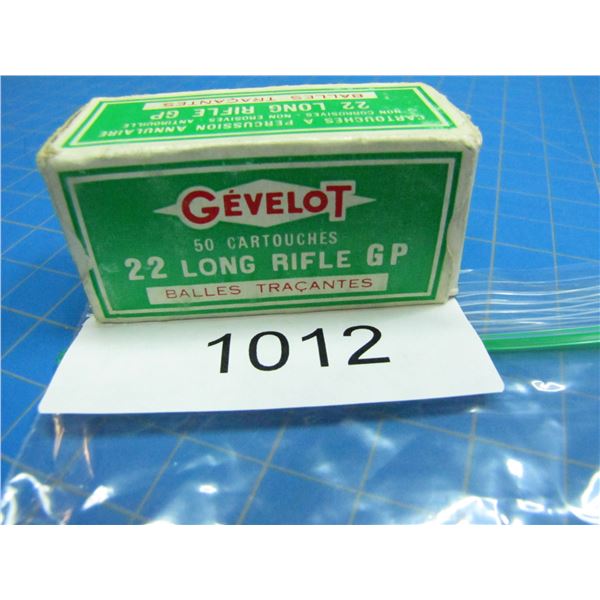 BALLES TRAÇANTES
22 LONG RIFLE GP
NON CORROSIVES - NON EROSIVES ANTIROUILLE
CARTOUCHES A PERCUSSION ANNULAIRE
GÉVELOT
50 CARTOUCHES
22 LONG RIFLE GP
BALLES TRAÇANTES
1012